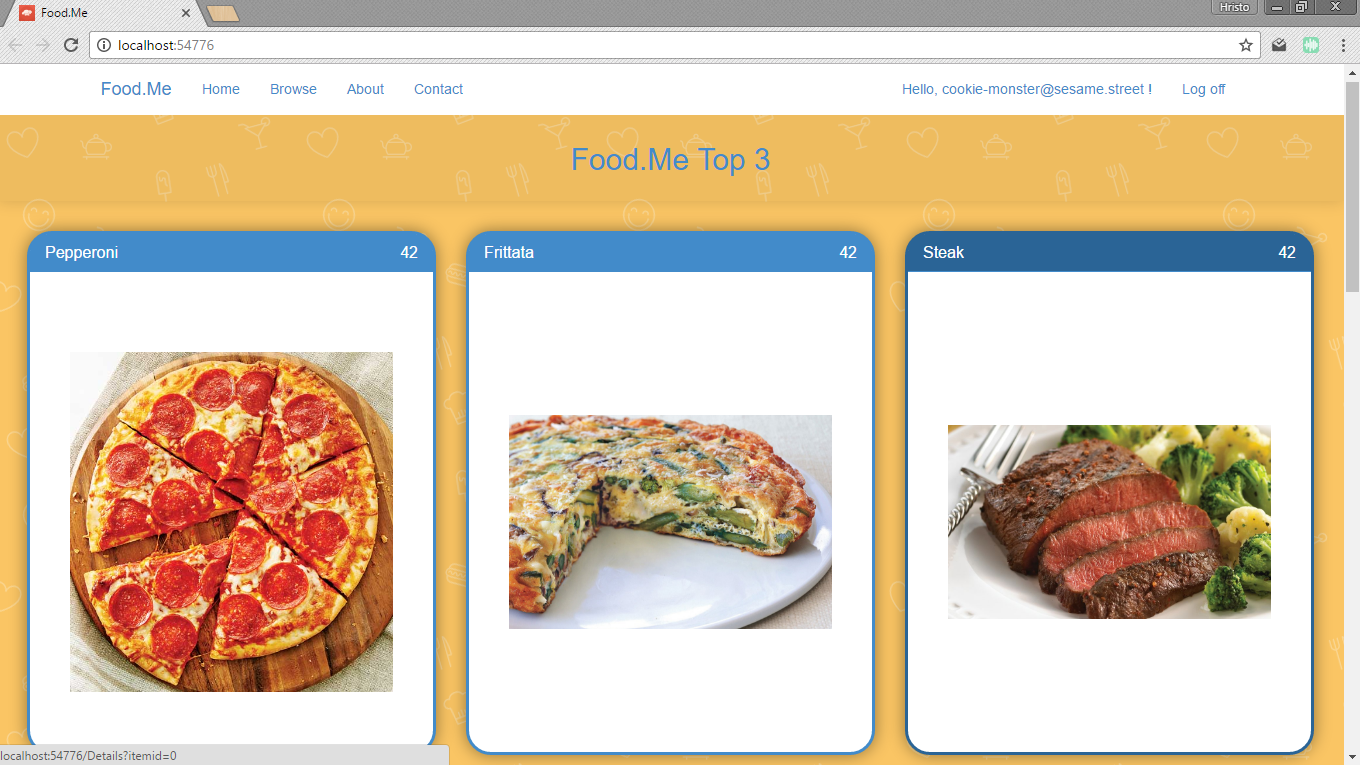 Food.Me
Hristo
localhost:54776
Food.Me Home Browse About Contact Hello, cookie-monster@sesame.street ! Log off
Food.Me Top 3
Pepperoni 42
Frittata 42
Steak 42
localhost:54776/Details?itemid=0